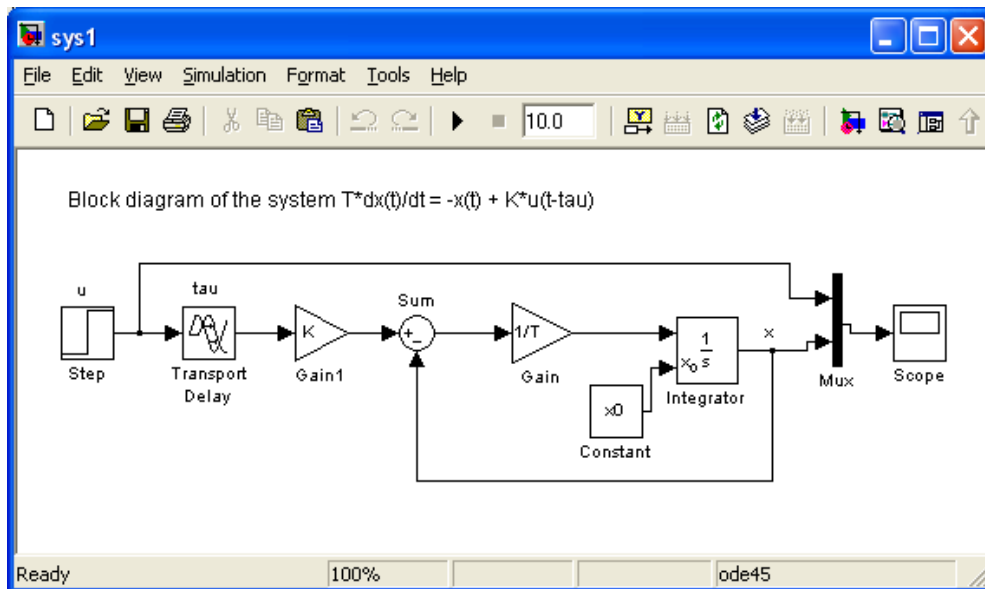 sys1
File Edit View Simulation Format Tools Help
10.0
Block diagram of the system T*dx(t)/dt = -x(t) + K*u(t-tau)
u
tau
Sum
K
1/T
1
s
x0
x
Step
Transport
Delay
Gain1
Gain
Integrator
Mux
Scope
x0
Constant
Ready 100% ode45